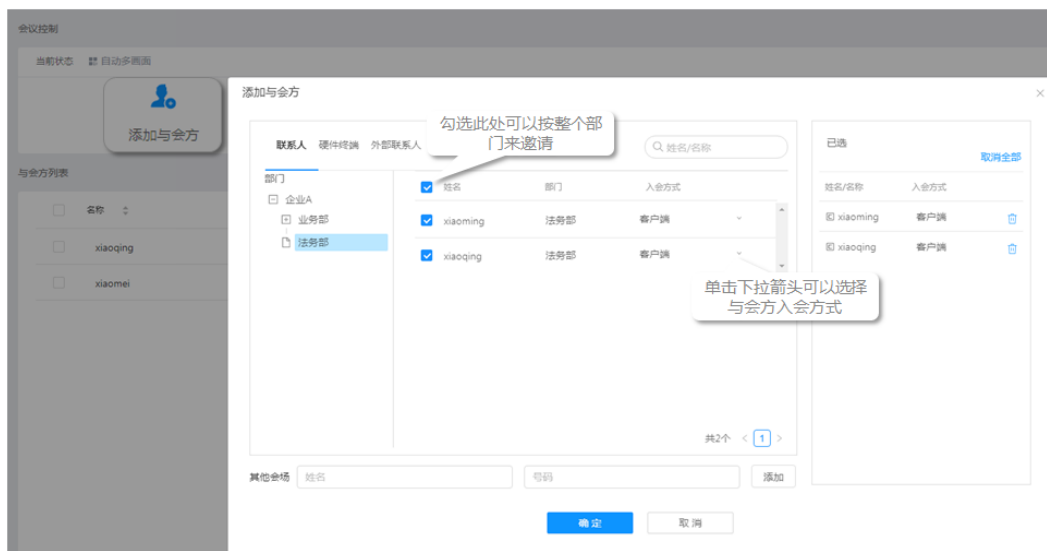 会议控制
当前状态 自动多画面
添加与会方
与会方列表
名称
xiaoqing
xiaomei
添加与会方
联系人 硬件终端 外部联系人
勾选此处可以按整个部
门来邀请
姓名/名称
部门
企业A
业务部
法务部
姓名 部门 入会方式
xiaoming 法务部 客户端
xiaoqing 法务部 客户端
单击下拉箭头可以选择
与会方入会方式
共2个 < 1 >
已选
取消全部
姓名/名称 入会方式
xiaoming 客户端
xiaoqing 客户端
其他会场 姓名 号码 添加
确定 取消